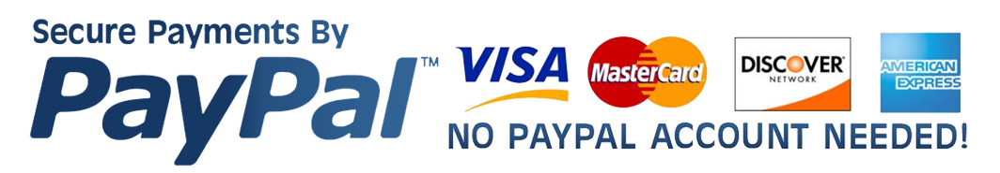 Secure Payments By
PayPal™
VISA
MasterCard
DISCOVER
NETWORK
AMERICAN
EXPRESS
NO PAYPAL ACCOUNT NEEDED!